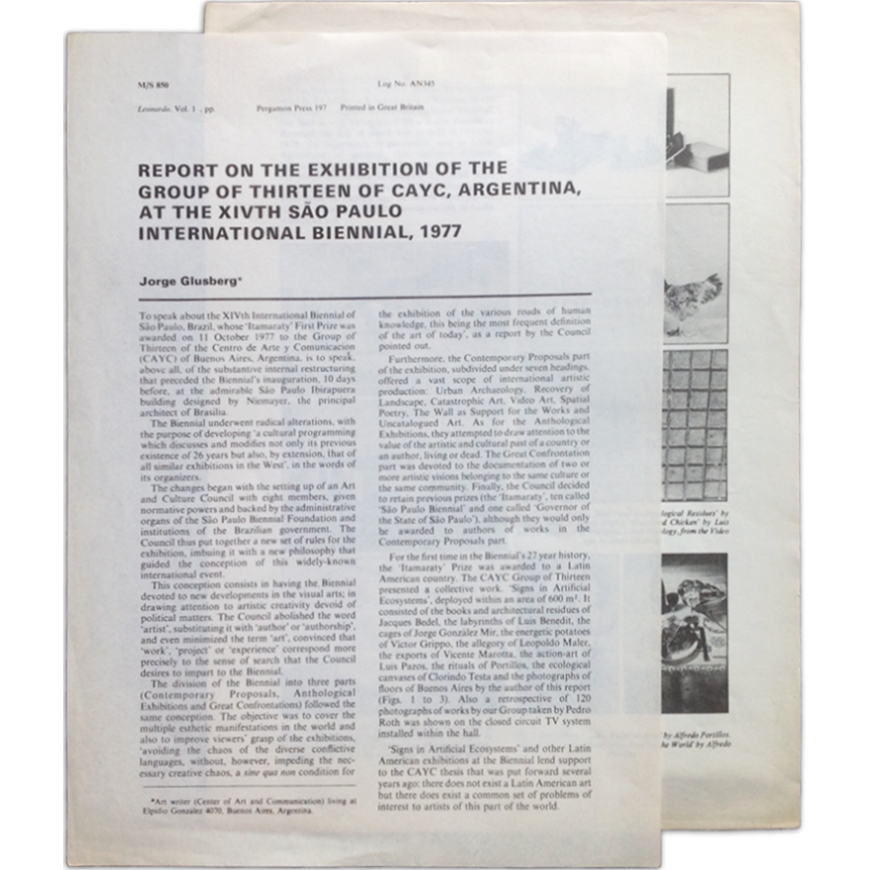 M/S 850
Log No. AN345
Leonardo. Vol. 1 , pp.
Pergamon Press 197 Printed in Great Britain
REPORT ON THE EXHIBITION OF THE
GROUP OF THIRTEEN OF CAYC, ARGENTINA,
AT THE XIVTH SÃO PAULO
INTERNATIONAL BIENNIAL, 1977
Jorge Glusberg*
To speak about the XIVth International Biennial of
São Paulo, Brazil, whose 'Itamaraty' First Prize was
awarded on 11 October 1977 to the Group of
Thirteen of the Centro de Arte y Comunicación
(CAYC) of Buenos Aires, Argentina, is to speak,
above all, of the substantive internal restructuring
that preceded the Biennial's inauguration, 10 days
before, at the admirable São Paulo Ibirapuera
building designed by Niemayer, the principal
architect of Brasilia.
The Biennial underwent radical alterations, with
the purpose of developing 'a cultural programming
which discusses and modifies not only its previous
existence of 26 years but also, by extension, that of
all similar exhibitions in the West', in the words of
its organizers.
The changes began with the setting up of an Art
and Culture Council with eight members, given
normative powers and backed by the administrative
organs of the São Paulo Biennial Foundation and
institutions of the Brazilian government. The
Council thus put together a new set of rules for the
exhibition, imbuing it with a new philosophy that
guided the conception of this widely-known
international event.
This conception consists in having the Biennial
devoted to new developments in the visual arts; in
drawing attention to artistic creativity devoid of
political matters. The Council abolished the word
'artist', substituting it with 'author' or 'authorship',
and even minimized the term 'art', convinced that
'work', 'project' or 'experience' correspond more
precisely to the sense of search that the Council
desires to impart to the Biennial.
The division of the Biennial into three parts
(Contemporary Proposals, Anthological
Exhibitions and Great Confrontations) followed the
same conception. The objective was to cover the
multiple esthetic manifestations in the world and
also to improve viewers' grasp of the exhibitions,
'avoiding the chaos of the diverse conflictive
languages, without, however, impeding the nec-
essary creative chaos, a sine qua non condition for
*Art writer (Center of Art and Communication) living at
Elpidio Gonzalez 4070, Buenos Aires, Argentina.
the exhibition of the various roads of human
knowledge, this being the most frequent definition
of the art of today', as a report by the Council
pointed out.
Furthermore, the Contemporary Proposals part
of the exhibition, subdivided under seven headings,
offered a vast scope of international artistic
production: Urban Archaeology, Recovery of
Landscape, Catastrophic Art, Video Art, Spatial
Poetry, The Wall as Support for the Works and
Uncatalogued Art. As for the Anthological
Exhibitions, they attempted to draw attention to the
value of the artistic and cultural past of a country or
an author, living or dead. The Great Confrontation
part was devoted to the documentation of two or
more artistic visions belonging to the same culture or
the same community. Finally, the Council decided
to retain previous prizes (the 'Itamaraty', ten called
'São Paulo Biennial' and one called 'Governor of
the State of São Paulo'), although they would only
be awarded to authors of works in the
Contemporary Proposals part.
For the first time in the Biennial's 27 year history,
the 'Itamaraty' Prize was awarded to a Latin
American country. The CAYC Group of Thirteen
presented a collective work, 'Signs in Artificial
Ecosystems', deployed within an area of 600 m². It
consisted of the books and architectural residues of
Jacques Bedel, the labyrinths of Luis Benedit, the
cages of Jorge González Mir, the energetic potatoes
of Victor Grippo, the allegory of Leopoldo Maler,
the exports of Vicente Marotta, the action-art of
Luis Pazos, the rituals of Portillos, the ecological
canvases of Clorindo Testa and the photographs of
floors of Buenos Aires by the author of this report
(Figs. 1 to 3). Also a retrospective of 120
photographs of works by our Group taken by Pedro
Roth was shown on the closed circuit TV system
installed within the hall.
'Signs in Artificial Ecosystems' and other Latin
American exhibitions at the Biennial lend support
to the CAYC thesis that was put forward several
years ago: there does not exist a Latin American art
but there does exist a common set of problems of
interest to artists of this part of the world.
logical Residues' by
d Chicken' by Luis
logy, from the Video
by Alfredo Portillos.
he World' by Alfredo